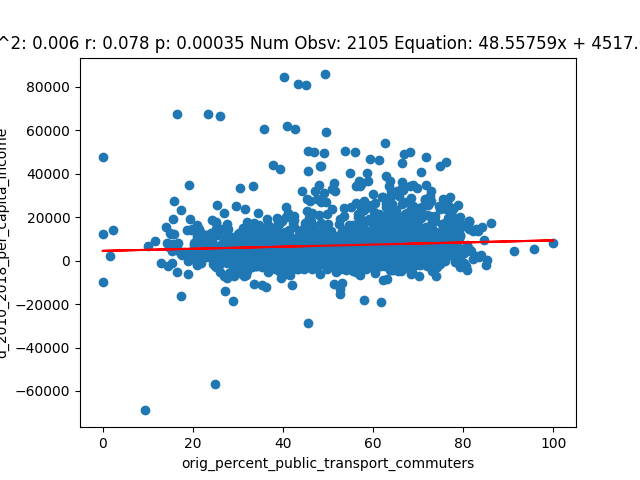 ^2: 0.006 r: 0.078 p: 0.00035 Num Obsv: 2105 Equation: 48.55759x + 4517.
80000
60000
40000
20000
0
−20000
−40000
−60000
d_2010_2018_per_capita_income
0 20 40 60 80 100
orig_percent_public_transport_commuters